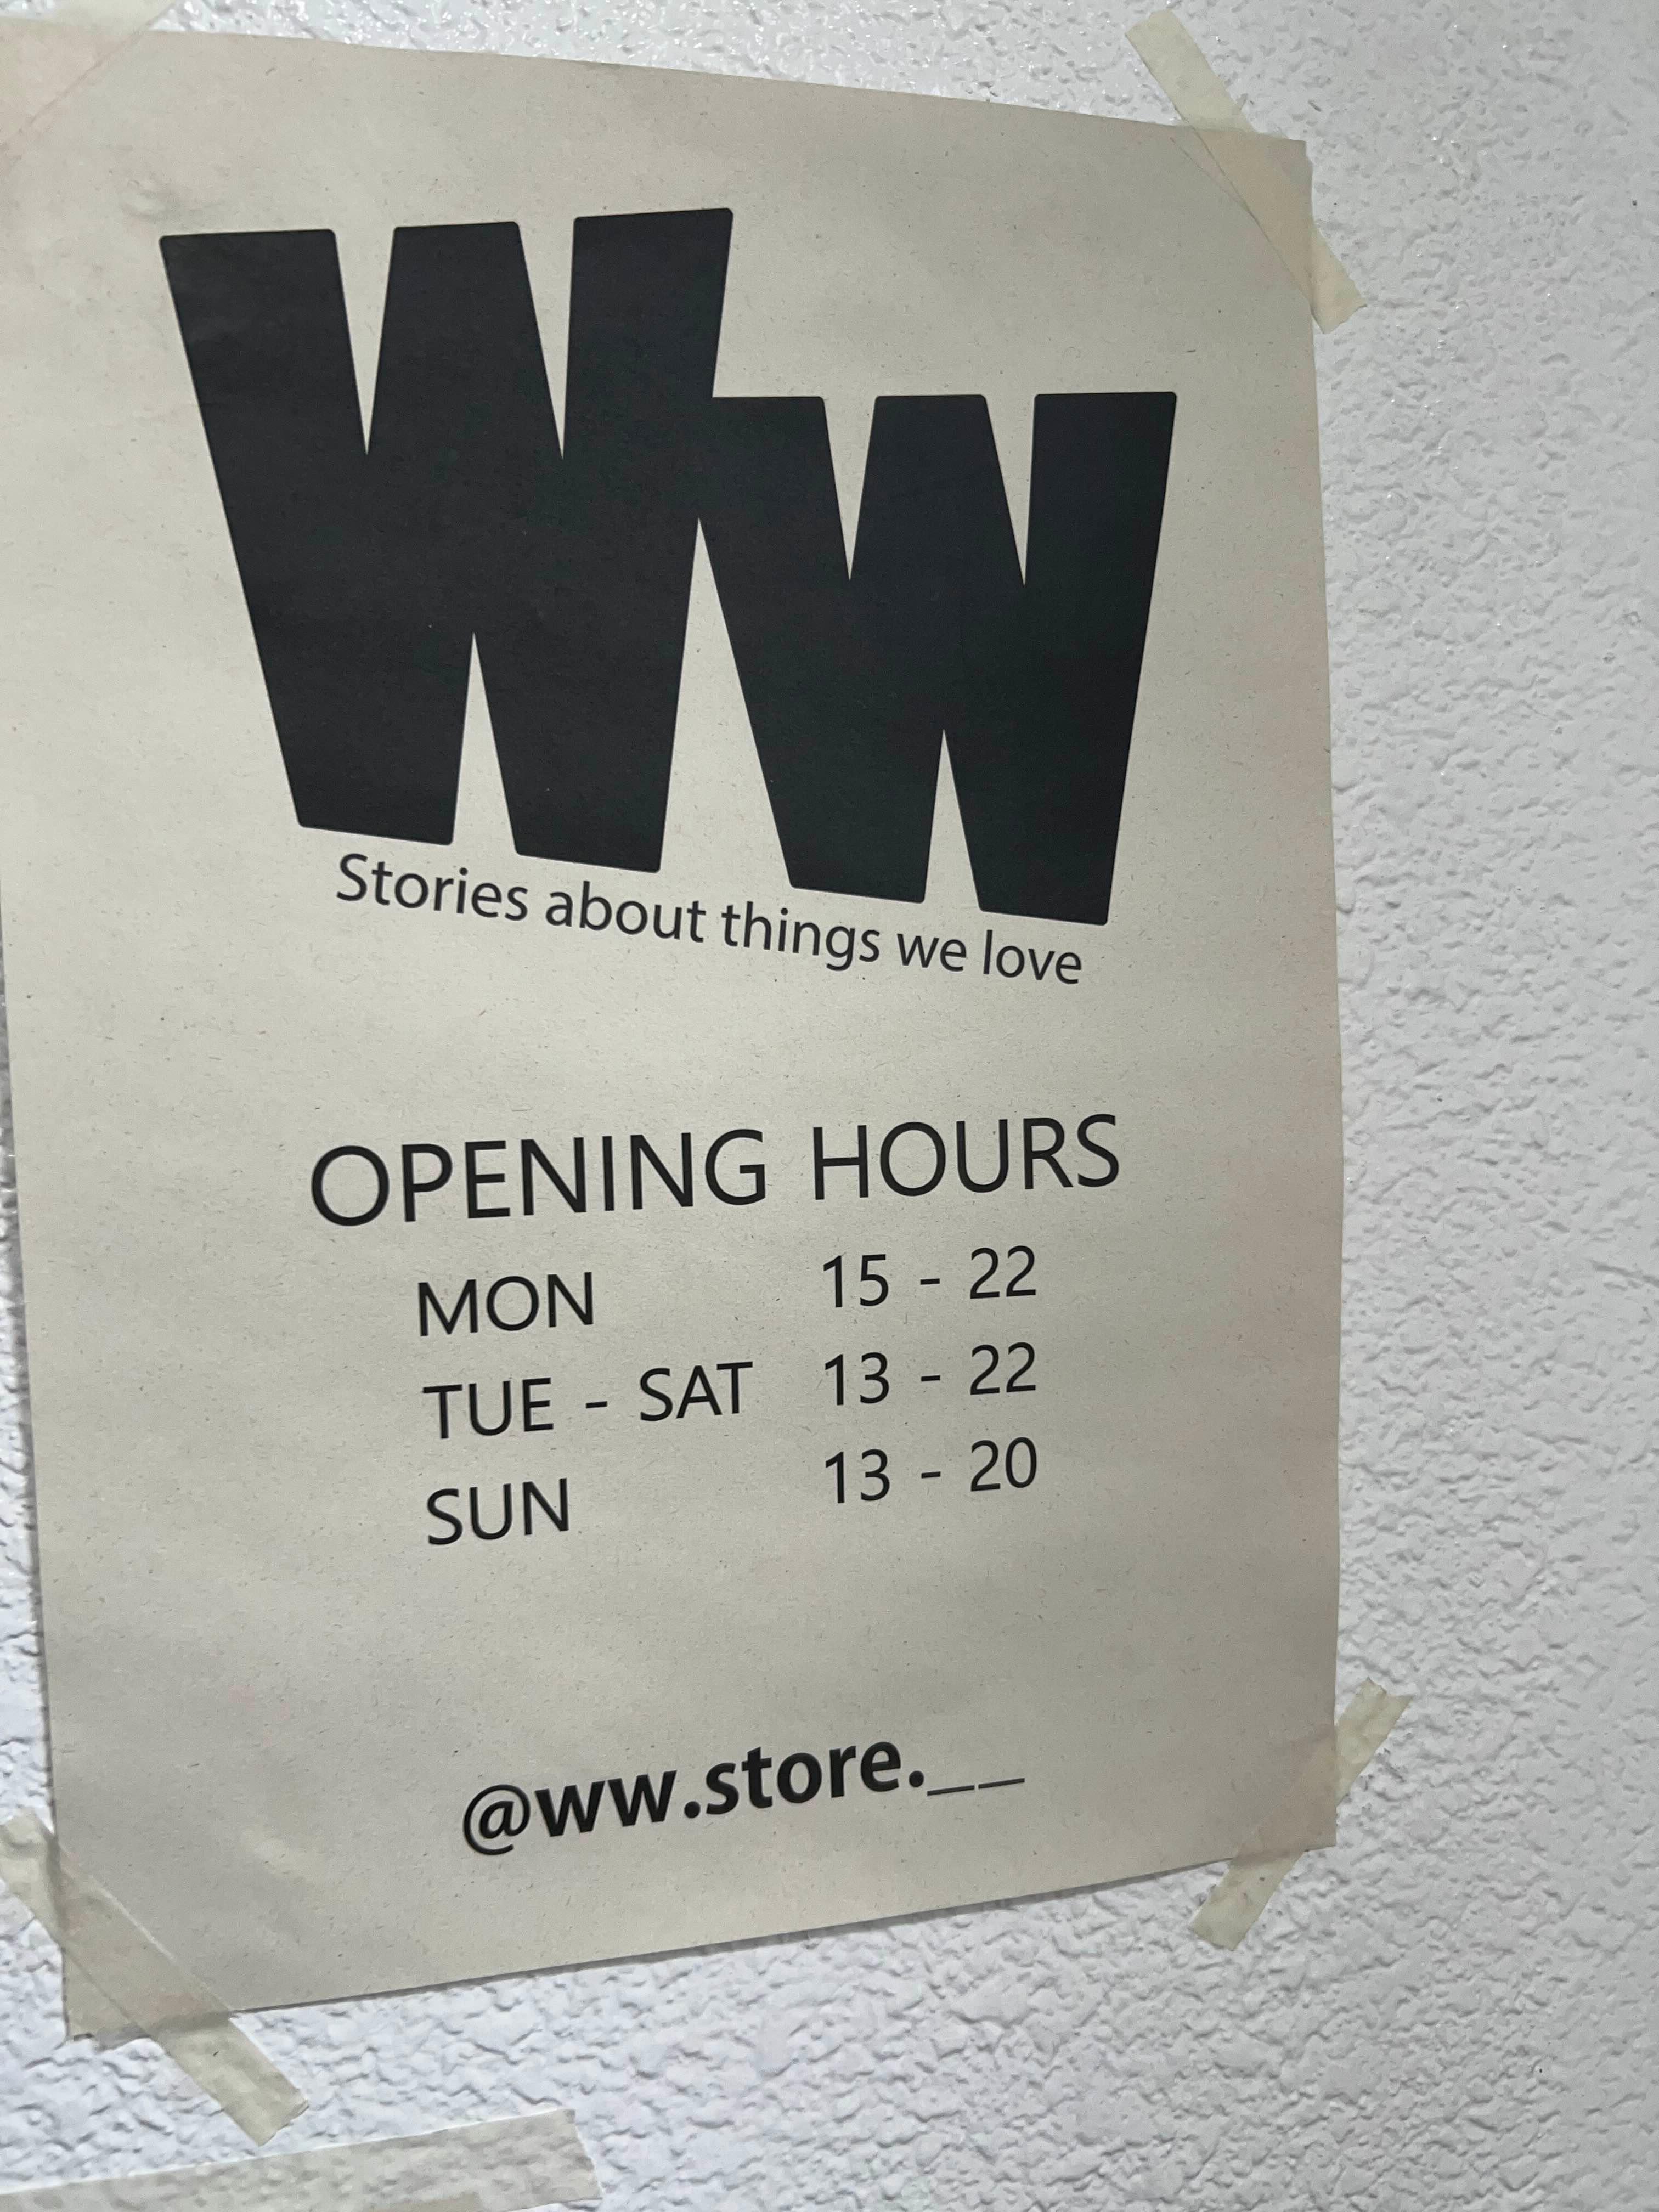 WW
Stories about things we love
OPENING HOURS
MON 15 - 22
TUE - SAT 13 - 22
SUN 13 - 20
@ww.store.__